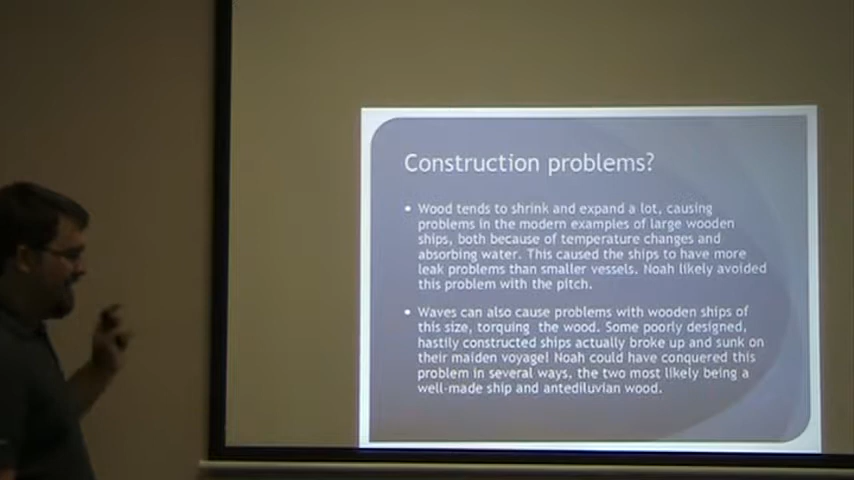 Construction problems?
• Wood tends to shrink and expand a lot, causing
problems in the modern examples of large wooden
ships, both because of temperature changes and
absorbing water. This caused the ships to have more
leak problems than smaller vessels. Noah likely avoided
this problem with the pitch.
• Waves can also cause problems with wooden ships of
this size, torquing the wood. Some poorly designed,
hastily constructed ships actually broke up and sunk on
their maiden voyage! Noah could have conquered this
problem in several ways, the two most likely being a
well-made ship and antediluvian wood.